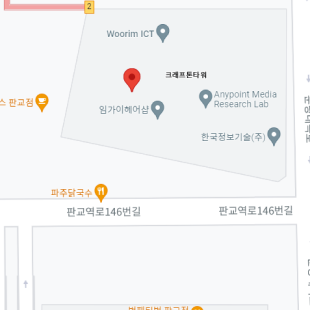 2
Woorim ICT
크래프톤타워
스 판교점
Anypoint Media
Research Lab
임가이헤어샵
한국정보기술(주)
파주닭국수
판교역로146번길
판교역로146번길